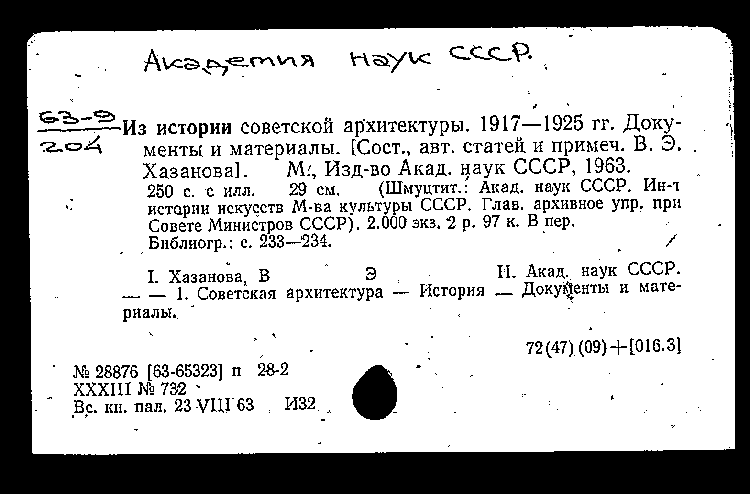 Академия наук СССР.
63-9
204
Из истории советской архитектуры. 1917—1925 гг. Доку-
менты и материалы. [Сост., авт. статей и примеч. В. Э.
Хазанова]. М., Изд-во Акад. наук СССР, 1963.
250 с. с илл. 29 см. (Шмуцтит.: Акад. наук СССР. Ин-т
истории искусств М-ва культуры СССР. Глав. архивное упр. при
Совете Министров СССР). 2.000 экз. 2 р. 97 к. В пер.
Библиогр.: с. 233—234.
I. Хазанова, В Э II. Акад. наук СССР.
— — 1. Советская архитектура — История — Документы и мате-
риалы.
72(47)(09)+[016.3]
№ 28876 [63-65323] п 28-2
XXXIII № 732
Вс. кн. пал. 23 VIII 63 И32